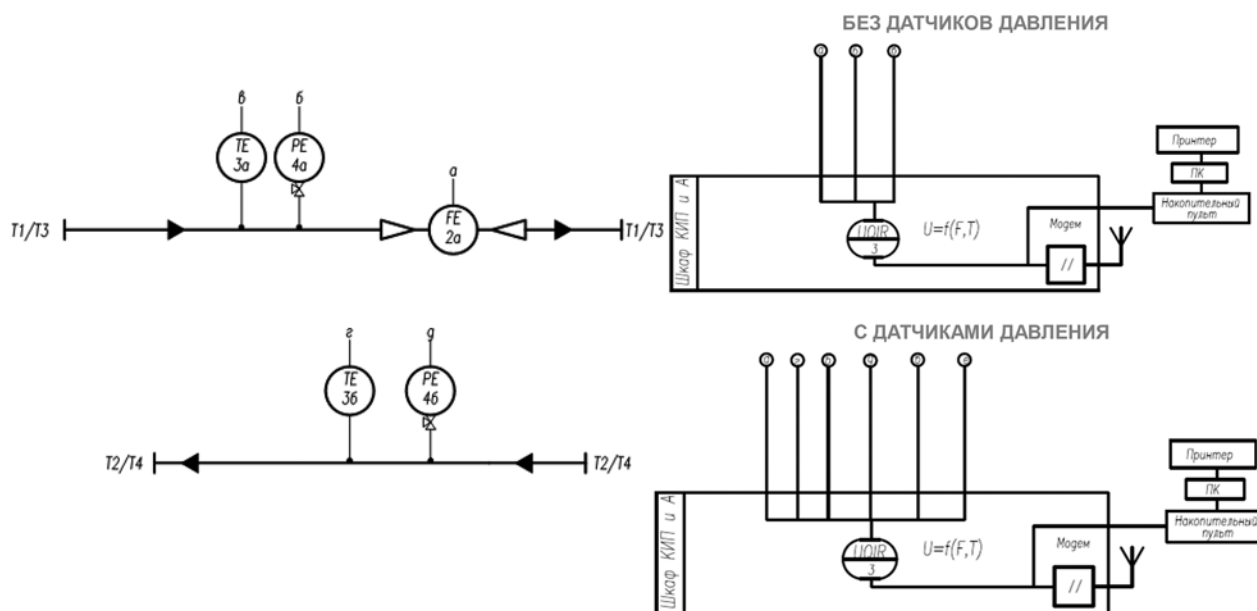 БЕЗ ДАТЧИКОВ ДАВЛЕНИЯ
в
б
TE
3а
PE
4а
а
FE
2а
T1/T3
T1/T3
Шкаф КИП и А
UQIR
3
U=f(F,T)
Модем
//
Принтер
ПК
Накопительный
пульт
С ДАТЧИКАМИ ДАВЛЕНИЯ
г
д
TE
3б
PE
4б
T2/T4
T2/T4
Шкаф КИП и А
UQIR
3
U=f(F,T)
Модем
//
Принтер
ПК
Накопительный
пульт